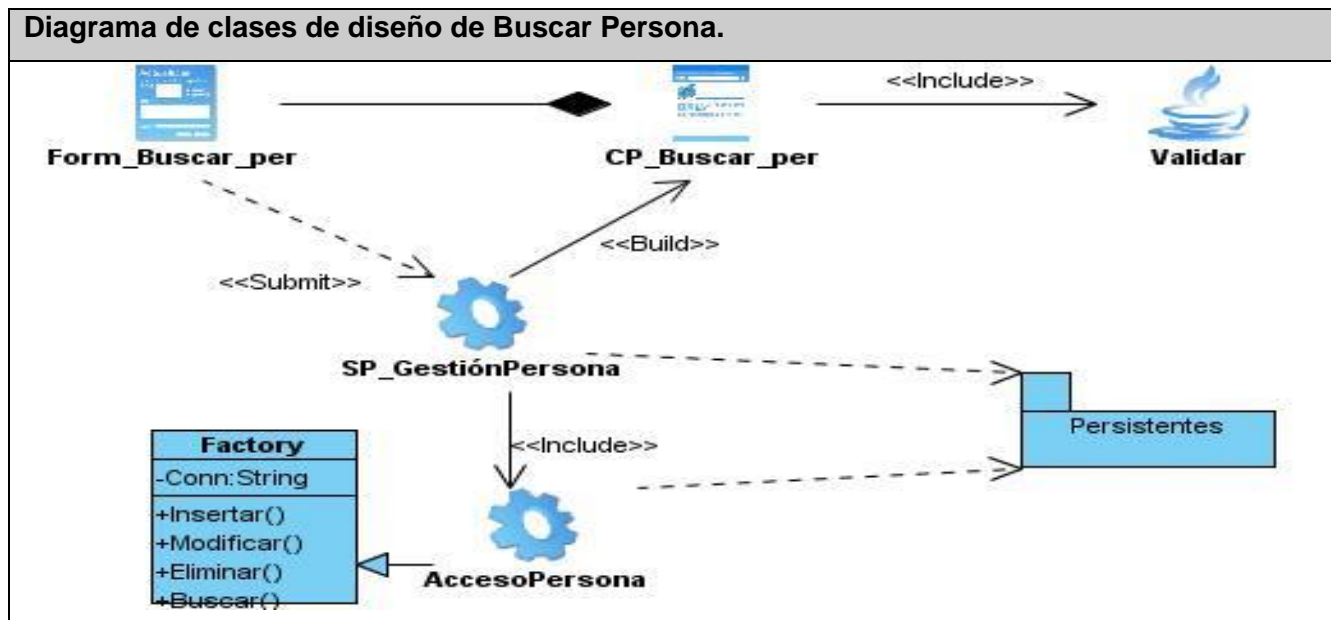 Diagrama de clases de diseño de Buscar Persona.
<<Include>>
Form_Buscar_per
CP_Buscar_per
Validar
<<Build>>
<<Submit>>
SP_GestiónPersona
Persistentes
Factory
<<Include>>
-Conn:String
+Insertar()
+Modificar()
+Eliminar()
+Buscar()
AccesoPersona